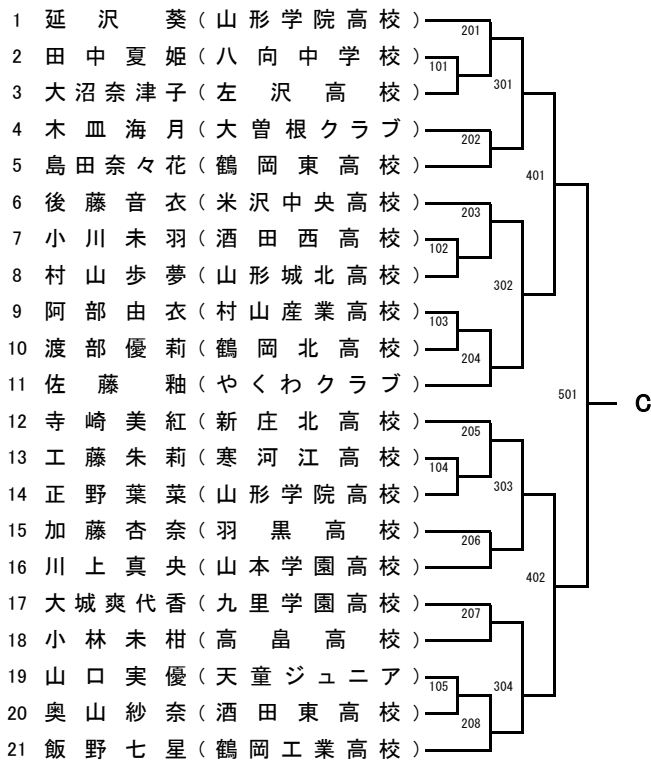 1 延沢 葵 (山形学院高校) 201
2 田中夏姫 (八向中学校) 101
3 大沼奈津子 (左沢高校) 301
4 木皿海月 (大曽根クラブ) 202
5 島田奈々花 (鶴岡東高校) 401
6 後藤音衣 (米沢中央高校) 203
7 小川未羽 (酒田西高校) 102
8 村山歩夢 (山形城北高校) 302
9 阿部由衣 (村山産業高校) 103
10 渡部優莉 (鶴岡北高校) 204
11 佐藤 釉 (やくわクラブ) 501 C
12 寺崎美紅 (新庄北高校) 205
13 工藤朱莉 (寒河江高校) 104
14 正野葉菜 (山形学院高校) 303
15 加藤杏奈 (羽黒高校) 206
16 川上真央 (山本学園高校) 402
17 大城爽代香 (九里学園高校) 207
18 小林未柑 (高畠高校)
19 山口実優 (天童ジュニア) 105 304
20 奥山紗奈 (酒田東高校) 208
21 飯野七星 (鶴岡工業高校)